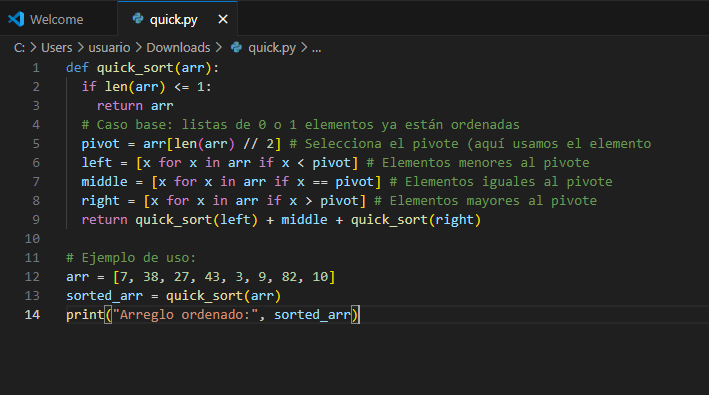 Welcome quick.py
C: > Users > usuario > Downloads > quick.py > ...
1 def quick_sort(arr):
2   if len(arr) <= 1:
3     return arr
4   # Caso base: listas de 0 o 1 elementos ya están ordenadas
5   pivot = arr[len(arr) // 2] # Selecciona el pivote (aquí usamos el elemento
6   left = [x for x in arr if x < pivot] # Elementos menores al pivote
7   middle = [x for x in arr if x == pivot] # Elementos iguales al pivote
8   right = [x for x in arr if x > pivot] # Elementos mayores al pivote
9   return quick_sort(left) + middle + quick_sort(right)
10
11 # Ejemplo de uso:
12 arr = [7, 38, 27, 43, 3, 9, 82, 10]
13 sorted_arr = quick_sort(arr)
14 print("Arreglo ordenado:", sorted_arr)